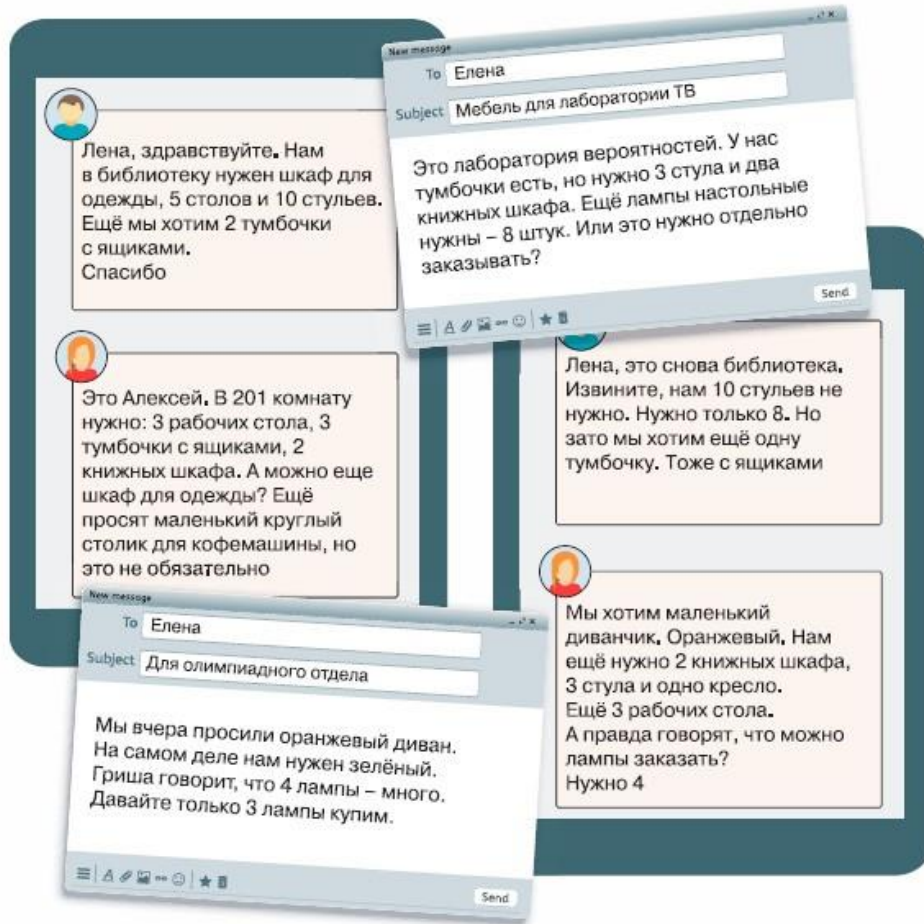 New message
To Елена
Subject Мебель для лаборатории ТВ
Это лаборатория вероятностей. У нас
тумбочки есть, но нужно 3 стула и два
книжных шкафа. Ещё лампы настольные
нужны – 8 штук. Или это нужно отдельно
заказывать?
Send
Лена, здравствуйте. Нам
в библиотеку нужен шкаф для
одежды, 5 столов и 10 стульев.
Ещё мы хотим 2 тумбочки
с ящиками.
Спасибо
Это Алексей. В 201 комнату
нужно: 3 рабочих стола, 3
тумбочки с ящиками, 2
книжных шкафа. А можно еще
шкаф для одежды? Ещё
просят маленький круглый
столик для кофемашины, но
это не обязательно
Лена, это снова библиотека.
Извините, нам 10 стульев не
нужно. Нужно только 8. Но
зато мы хотим ещё одну
тумбочку. Тоже с ящиками
Мы хотим маленький
диванчик. Оранжевый. Нам
ещё нужно 2 книжных шкафа,
3 стула и одно кресло.
Ещё 3 рабочих стола.
А правда говорят, что можно
лампы заказать?
Нужно 4
New message
To Елена
Subject Для олимпиадного отдела
Мы вчера просили оранжевый диван.
На самом деле нам нужен зелёный.
Гриша говорит, что 4 лампы – много.
Давайте только 3 лампы купим.
Send